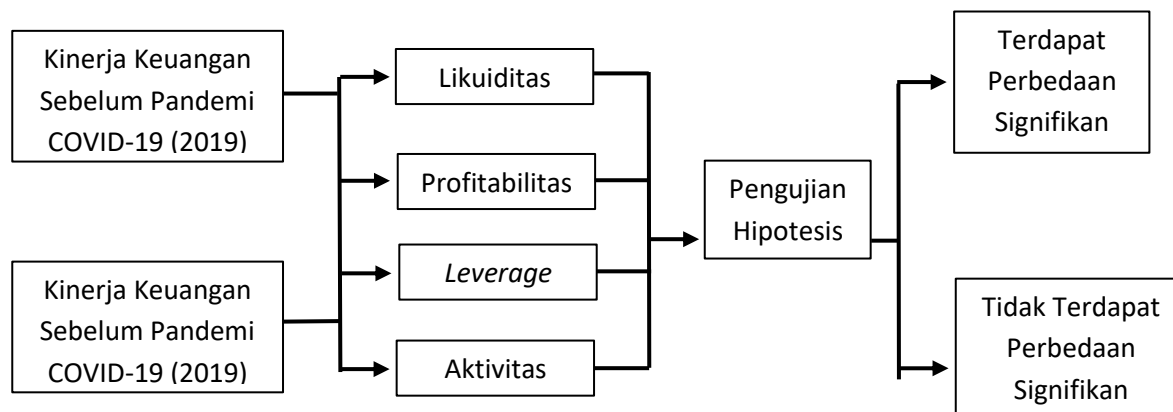 Kinerja Keuangan
Sebelum Pandemi
COVID-19 (2019)
Kinerja Keuangan
Sebelum Pandemi
COVID-19 (2019)
Likuiditas
Profitabilitas
Leverage
Aktivitas
Pengujian
Hipotesis
Terdapat
Perbedaan
Signifikan
Tidak Terdapat
Perbedaan
Signifikan